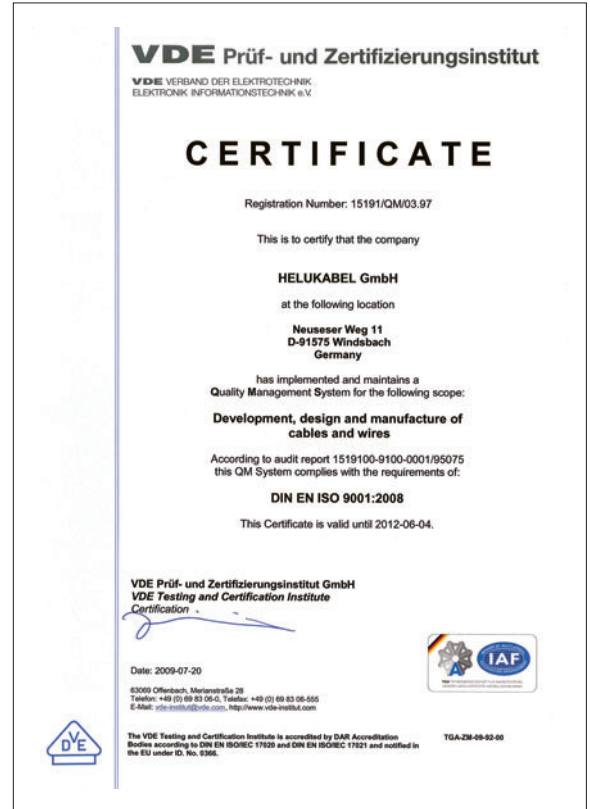 VDE Prüf- und Zertifizierungsinstitut
VDE VERBAND DER ELEKTROTECHNIK
ELEKTRONIK INFORMATIONSTECHNIK e.V.
CERTIFICATE
Registration Number: 15191/QM/03.97
This is to certify that the company
HELUKABEL GmbH
at the following location
Neuseser Weg 11
D-91575 Windsbach
Germany
has implemented and maintains a
Quality Management System for the following scope:
Development, design and manufacture of
cables and wires
According to audit report 1519100-9100-0001/95075
this QM System complies with the requirements of:
DIN EN ISO 9001:2008
This Certificate is valid until 2012-06-04.
VDE Prüf- und Zertifizierungsinstitut GmbH
VDE Testing and Certification Institute
Certification
Date: 2009-07-20
63069 Offenbach, Merianstraße 28
Telefon: +49 (0) 69 83 06-0, Telefax: +49 (0) 69 83 06-555
E-Mail: vde-institut@vde.com, http://www.vde-institut.com
IAF
The VDE Testing and Certification Institute is accredited by DAR Accreditation
Bodies according to DIN EN ISO/IEC 17020 and DIN EN ISO/IEC 17021 and notified in
the EU under ID. No. 0366.
TGA-ZM-09-92-00
DVE